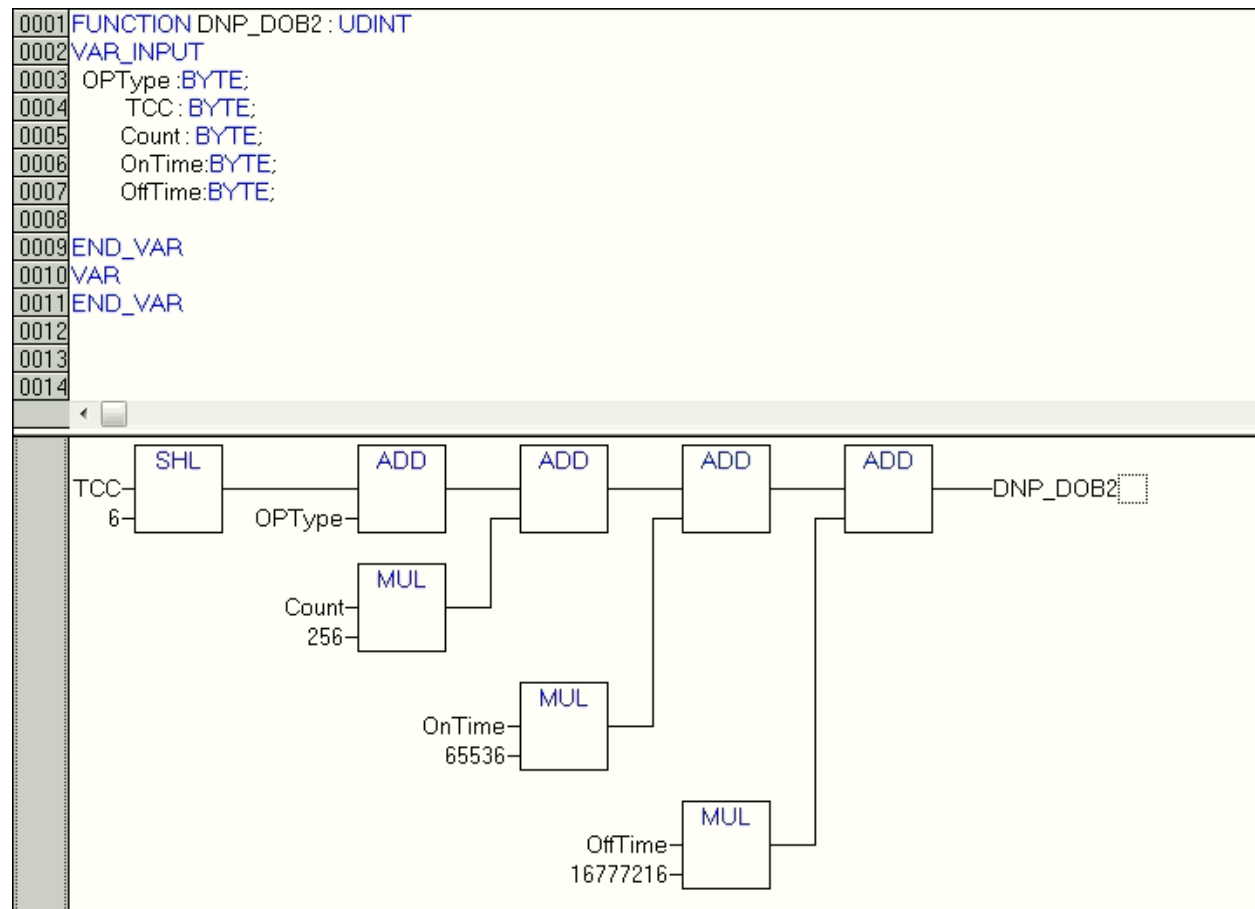 0001 FUNCTION DNP_DOB2 : UDINT
0002 VAR_INPUT
0003 OPType :BYTE;
0004 TCC : BYTE;
0005 Count : BYTE;
0006 OnTime:BYTE;
0007 OffTime:BYTE;
0008
0009 END_VAR
0010 VAR
0011 END_VAR
0012
0013
0014
SHL ADD ADD ADD ADD
TCC DNP_DOB2
6 OPType
MUL
Count
256
MUL
OnTime
65536
MUL
OffTime
16777216